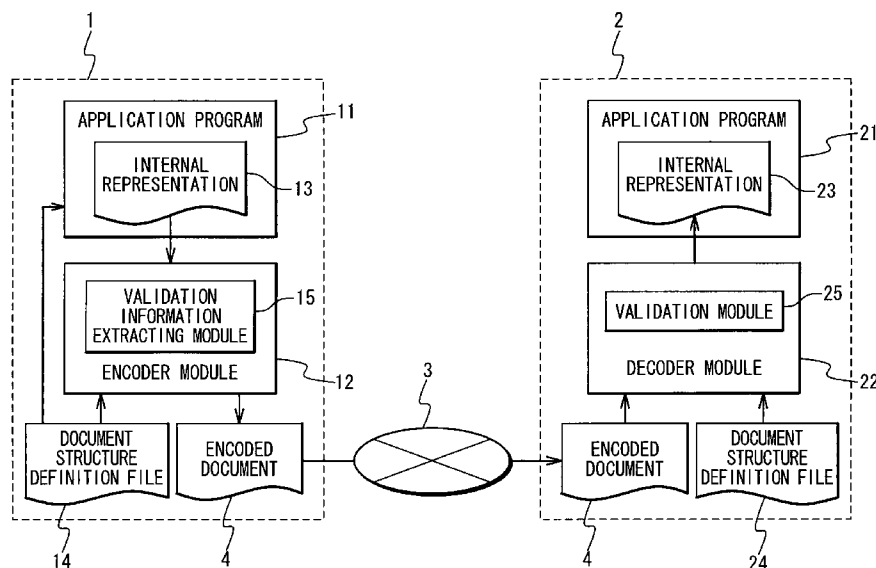 1
APPLICATION PROGRAM
11
INTERNAL
REPRESENTATION
13
VALIDATION
INFORMATION
EXTRACTING MODULE
15
ENCODER MODULE
12
DOCUMENT
STRUCTURE
DEFINITION FILE
14
ENCODED
DOCUMENT
4
3
2
APPLICATION PROGRAM
21
INTERNAL
REPRESENTATION
23
VALIDATION MODULE
25
DECODER MODULE
22
ENCODED
DOCUMENT
4
DOCUMENT
STRUCTURE
DEFINITION FILE
24